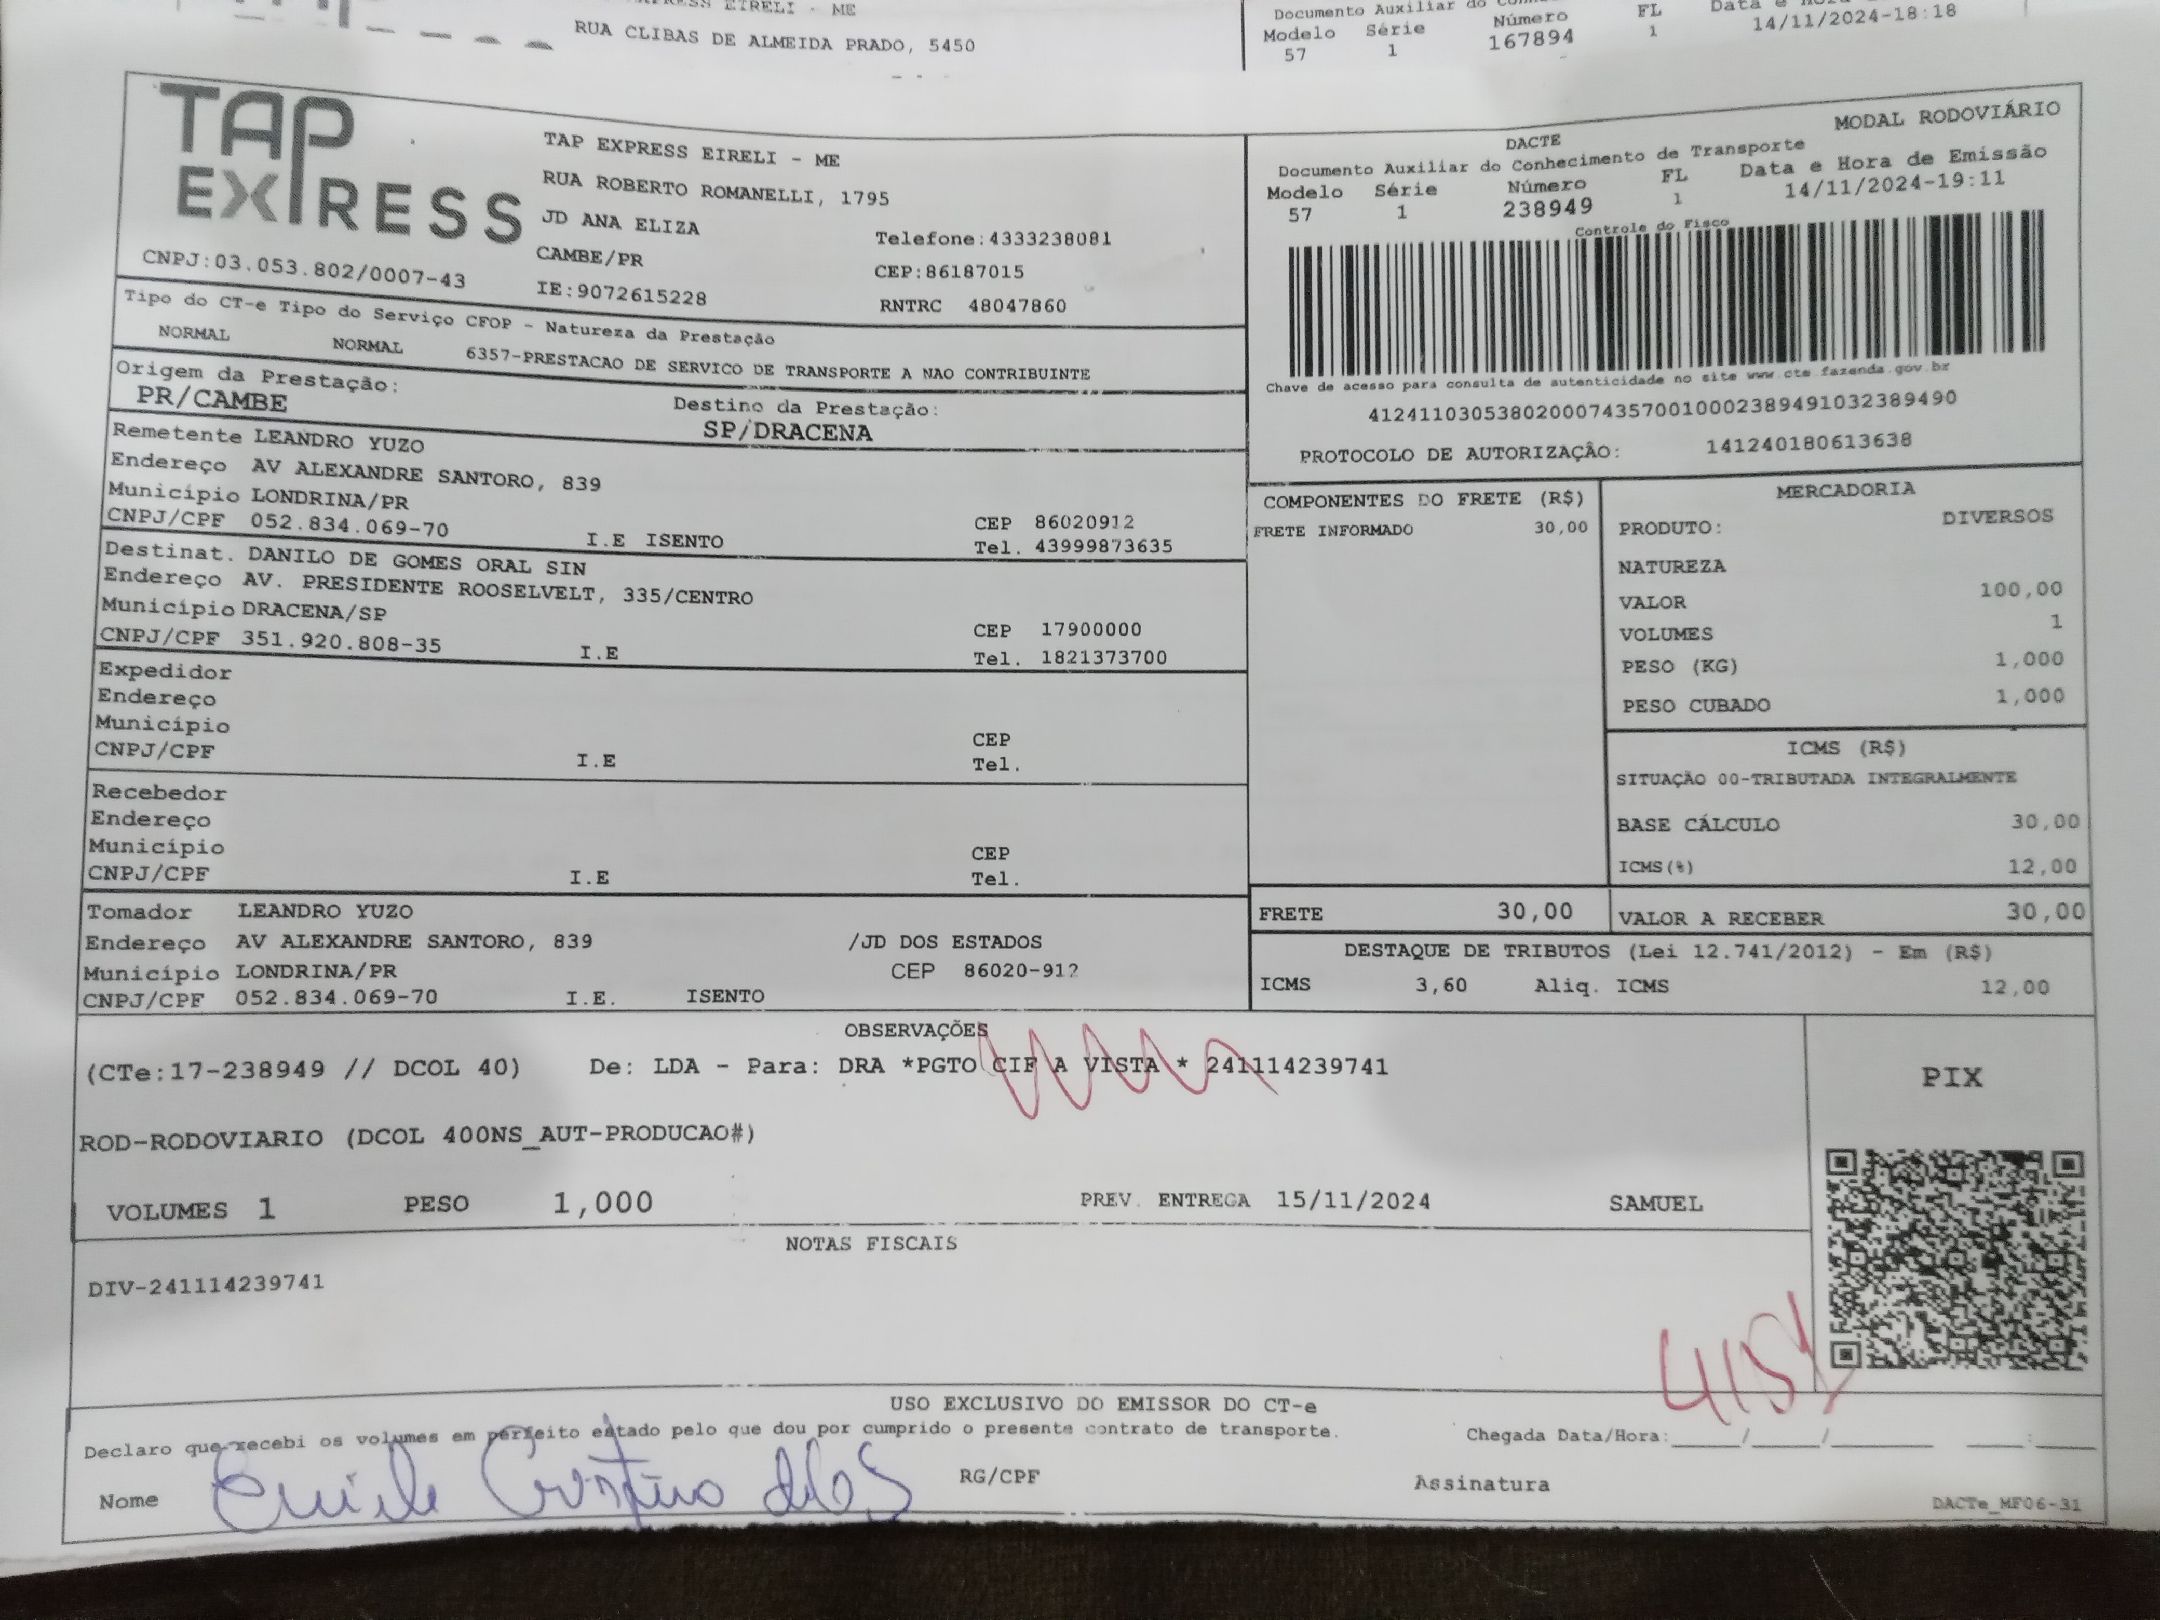 EIRELI - ME
RUA CLIBAS DE ALMEIDA PRADO, 5450
Documento Auxiliar do
Modelo Série Número FL
57 1 167894 1 14/11/2024-18:18
TAP
EXPRESS
TAP EXPRESS EIRELI - ME
RUA ROBERTO ROMANELLI, 1795
JD ANA ELIZA
Telefone:4333238081
CAMBE/PR
CEP:86187015
CNPJ:03.053.802/0007-43
IE:9072615228
RNTRC 48047860
MODAL RODOVIÁRIO
DACTE
Documento Auxiliar do Conhecimento de Transporte
Modelo Série Número FL Data e Hora de Emissão
57 1 238949 1 14/11/2024-19:11
Controle do Fisco
Chave de acesso para consulta de autenticidade no site www.cte.fazenda.gov.br
41241103053802000743570010002389491032389490
PROTOCOLO DE AUTORIZAÇÃO: 141240180613638
Tipo do CT-e Tipo do Serviço CFOP - Natureza da Prestação
NORMAL NORMAL 6357-PRESTACAO DE SERVICO DE TRANSPORTE A NAO CONTRIBUINTE
Origem da Prestação: Destino da Prestação:
PR/CAMBE SP/DRACENA
Remetente LEANDRO YUZO
Endereço AV ALEXANDRE SANTORO, 839
Município LONDRINA/PR CEP 86020912
CNPJ/CPF 052.834.069-70 I.E ISENTO Tel. 43999873635
Destinat. DANILO DE GOMES ORAL SIN
Endereço AV. PRESIDENTE ROOSELVELT, 335/CENTRO
Município DRACENA/SP CEP 17900000
CNPJ/CPF 351.920.808-35 I.E Tel. 1821373700
Expedidor
Endereço
Município CEP
CNPJ/CPF I.E Tel.
Recebedor
Endereço
Município CEP
CNPJ/CPF I.E Tel.
Tomador LEANDRO YUZO
Endereço AV ALEXANDRE SANTORO, 839 /JD DOS ESTADOS
Município LONDRINA/PR CEP 86020-912
CNPJ/CPF 052.834.069-70 I.E. ISENTO
COMPONENTES DO FRETE (R$)
FRETE INFORMADO 30,00
MERCADORIA
PRODUTO: DIVERSOS
NATUREZA
VALOR 100,00
VOLUMES 1
PESO (KG) 1,000
PESO CUBADO 1,000
ICMS (R$)
SITUAÇÃO 00-TRIBUTADA INTEGRALMENTE
BASE CÁLCULO 30,00
ICMS(%) 12,00
FRETE 30,00 VALOR A RECEBER 30,00
DESTAQUE DE TRIBUTOS (Lei 12.741/2012) - Em (R$)
ICMS 3,60 Aliq. ICMS 12,00
OBSERVAÇÕES
(CTe:17-238949 // DCOL 40) De: LDA - Para: DRA *PGTO CIF A VISTA * 241114239741
ROD-RODOVIARIO (DCOL 400NS_AUT-PRODUCAO#)
VOLUMES 1 PESO 1,000 PREV. ENTREGA 15/11/2024 SAMUEL
PIX
NOTAS FISCAIS
DIV-241114239741
USO EXCLUSIVO DO EMISSOR DO CT-e
Declaro que recebi os volumes em perfeito estado pelo que dou por cumprido o presente contrato de transporte. Chegada Data/Hora:____/____/______ ___:___
Nome RG/CPF Assinatura
DACTe_MF06-31